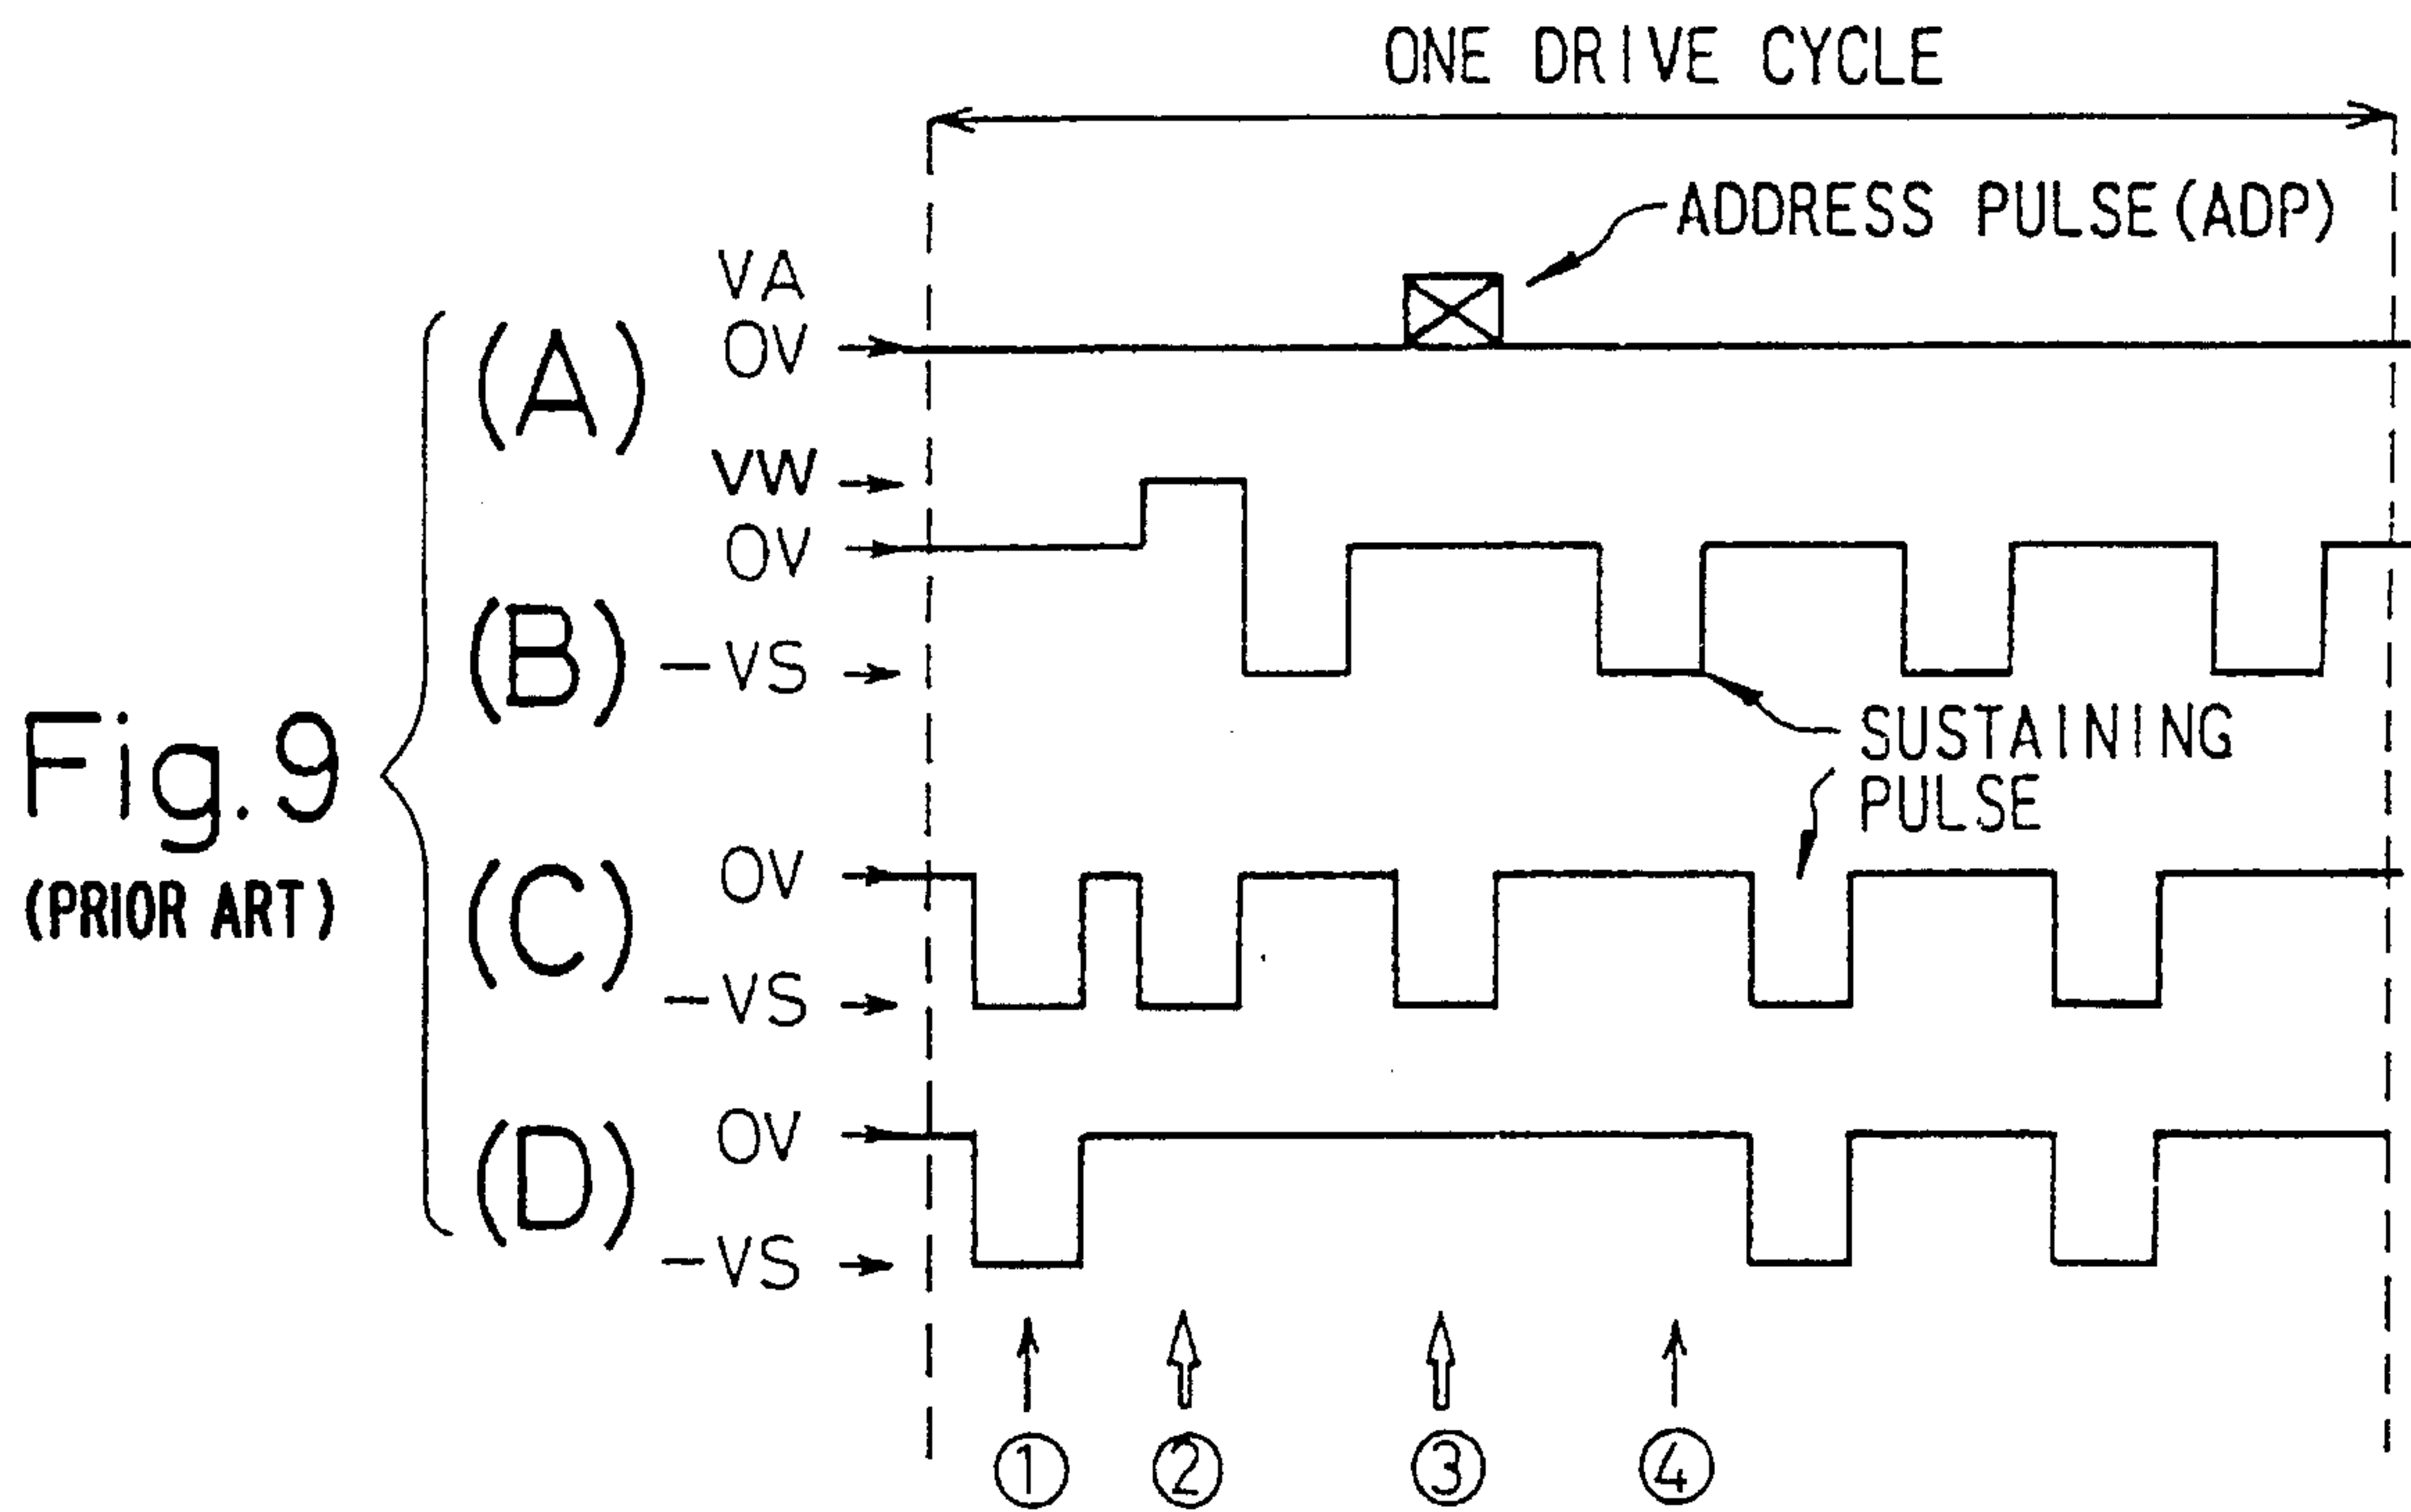 ONE DRIVE CYCLE
ADDRESS PULSE(ADP)
VA
(A)
0V
VW
0V
(B)
-VS
SUSTAINING
PULSE
Fig.9
(PRIOR ART)
0V
(C)
-VS
0V
(D)
-VS
① ② ③ ④